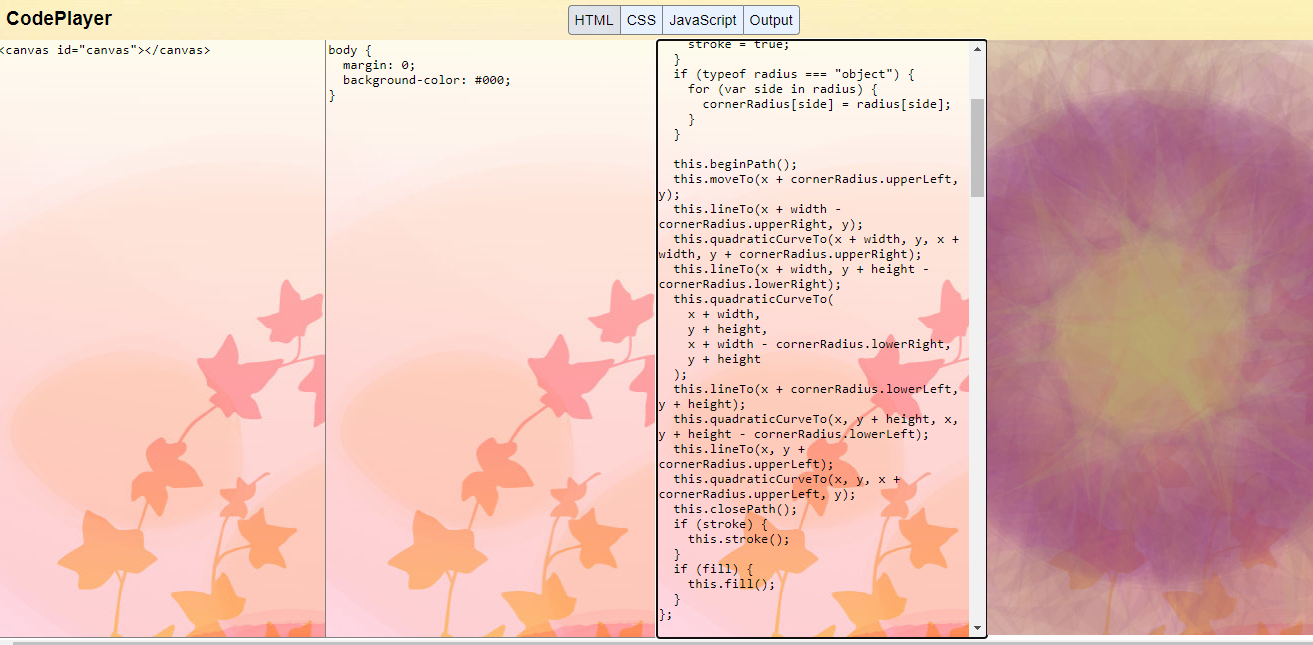 CodePlayer
HTML CSS JavaScript Output
<canvas id="canvas"></canvas>
body {
  margin: 0;
  background-color: #000;
}
    stroke = true;
  }
  if (typeof radius === "object") {
    for (var side in radius) {
      cornerRadius[side] = radius[side];
    }
  }

  this.beginPath();
  this.moveTo(x + cornerRadius.upperLeft,
y);
  this.lineTo(x + width -
cornerRadius.upperRight, y);
  this.quadraticCurveTo(x + width, y, x +
width, y + cornerRadius.upperRight);
  this.lineTo(x + width, y + height -
cornerRadius.lowerRight);
  this.quadraticCurveTo(
    x + width,
    y + height,
    x + width - cornerRadius.lowerRight,
    y + height
  );
  this.lineTo(x + cornerRadius.lowerLeft,
y + height);
  this.quadraticCurveTo(x, y + height, x,
y + height - cornerRadius.lowerLeft);
  this.lineTo(x, y +
cornerRadius.upperLeft);
  this.quadraticCurveTo(x, y, x +
cornerRadius.upperLeft, y);
  this.closePath();
  if (stroke) {
    this.stroke();
  }
  if (fill) {
    this.fill();
  }
};